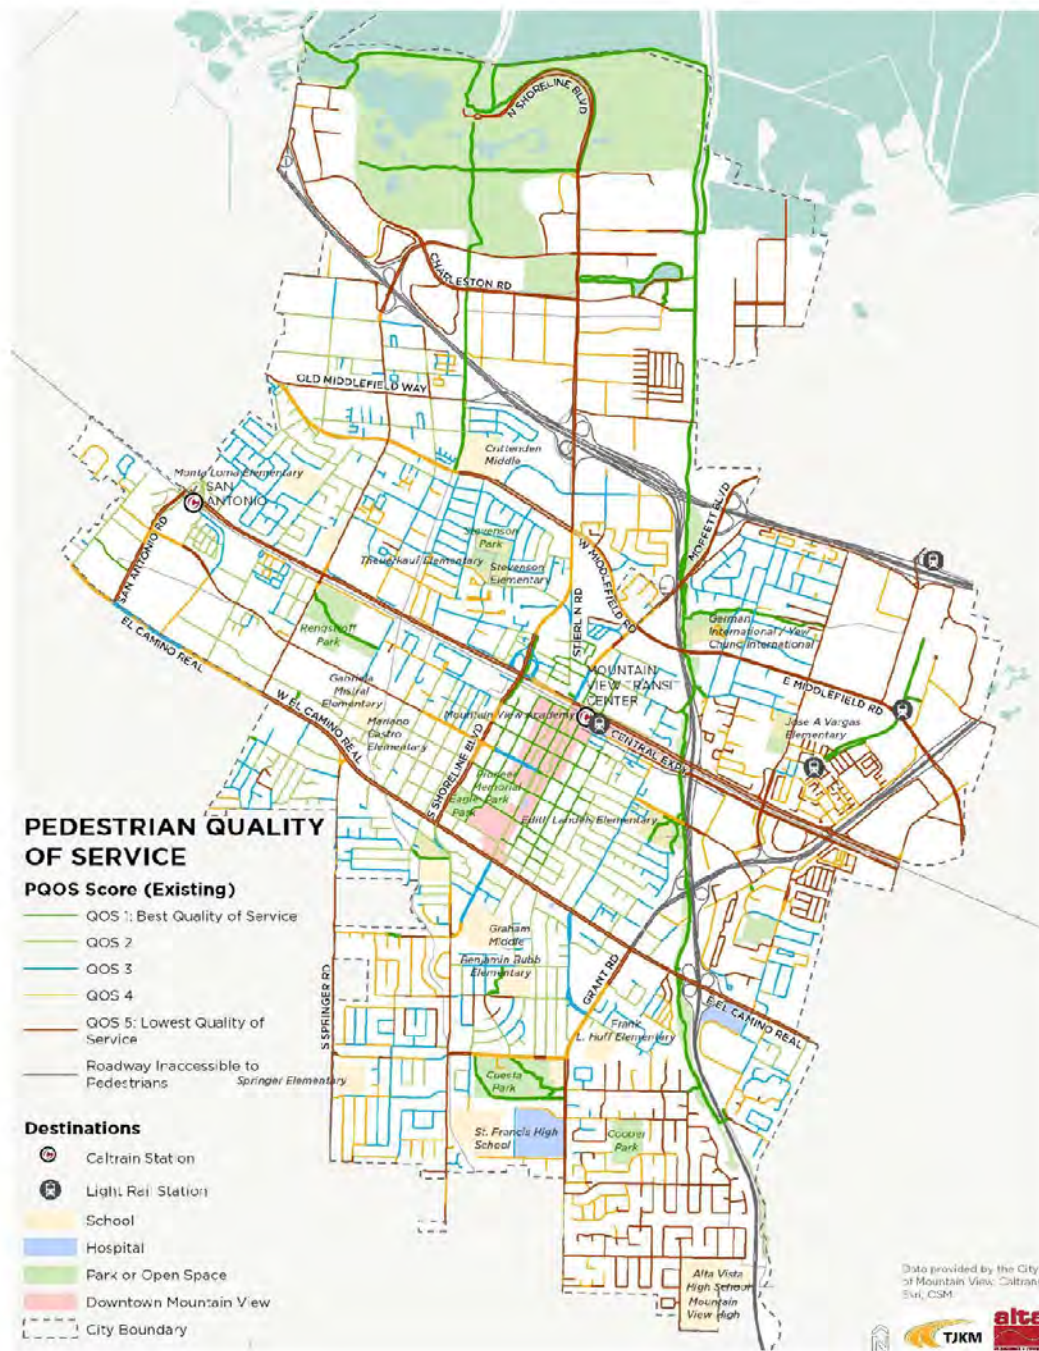 N SHORELINE BLVD
CHARLESTON RD
OLD MIDDLEFIELD WAY
Crittenden
Middle
Monta Loma Elementary
SAN
ANTONIO
SAN ANTONIO RD
MOFFETT BLVD
Stevenson
Park
Theuerkauf Elementary
Stevenson
Elementary
W MIDDLEFIELD RD
STIERLIN RD
German
International / Yew
Chung International
EL CAMINO REAL
Rengstorff
Park
MOUNTAIN
VIEW TRANSIT
CENTER
E MIDDLEFIELD RD
Gabriela
Mistral
Elementary
W EL CAMINO REAL
Mountain View Academy
Mariano
Castro
Elementary
Jose A Vargas
Elementary
CENTRAL EXPY
S SHORELINE BLVD
Pioneer
Memorial
Park
Eagle
Park
Edith Landels Elementary
PEDESTRIAN QUALITY
OF SERVICE
PQOS Score (Existing)
QOS 1: Best Quality of Service
QOS 2
QOS 3
QOS 4
QOS 5: Lowest Quality of
Service
Roadway Inaccessible to
Pedestrians
Graham
Middle
Benjamin Bubb
Elementary
S SPRINGER RD
GRANT RD
E EL CAMINO REAL
Frank
L. Huff Elementary
Springer Elementary
Cuesta
Park
St. Francis High
School
Cooper
Park
Destinations
Caltrain Station
Light Rail Station
School
Hospital
Park or Open Space
Downtown Mountain View
City Boundary
Alta Vista
High School
Mountain
View High
Data provided by the City
of Mountain View, Caltrans
Esri, OSM
TJKM
alta